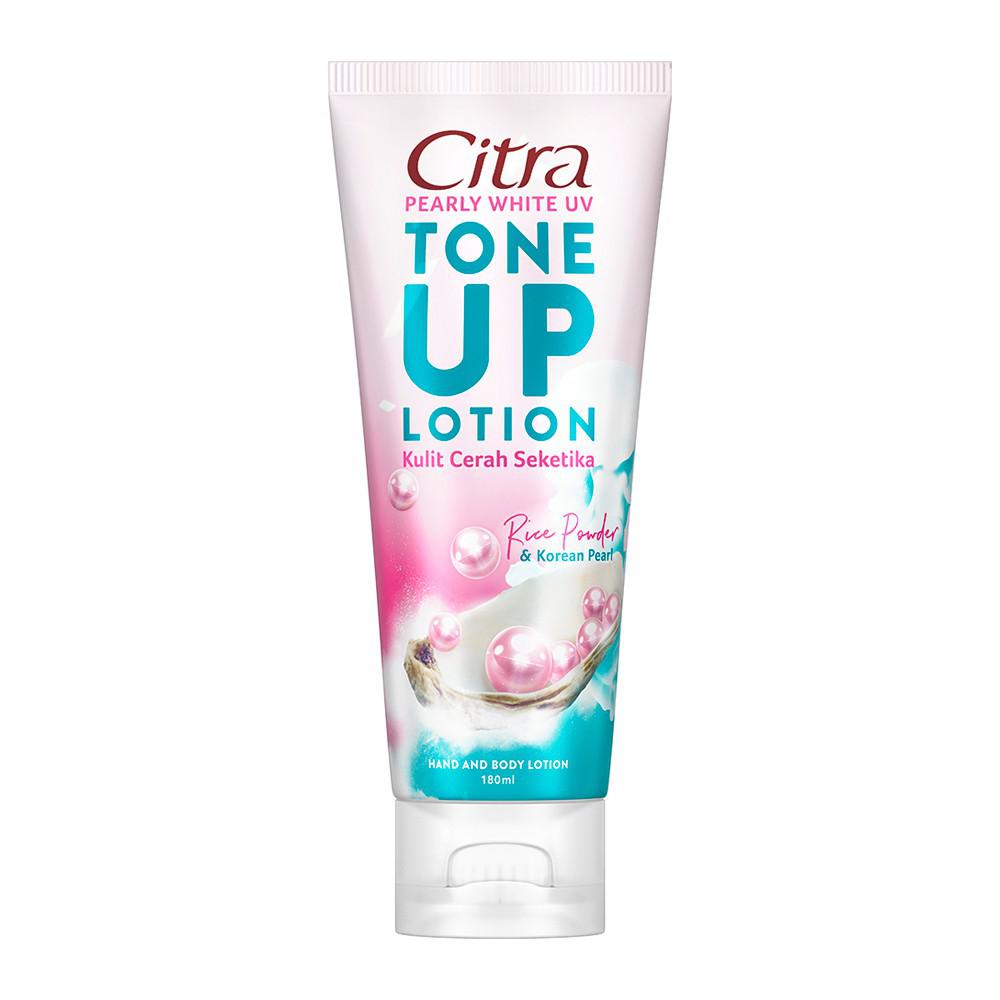 Citra
PEARLY WHITE UV
TONE
UP
LOTION
Kulit Cerah Seketika
Rice Powder
& Korean Pearl
HAND AND BODY LOTION
180ml